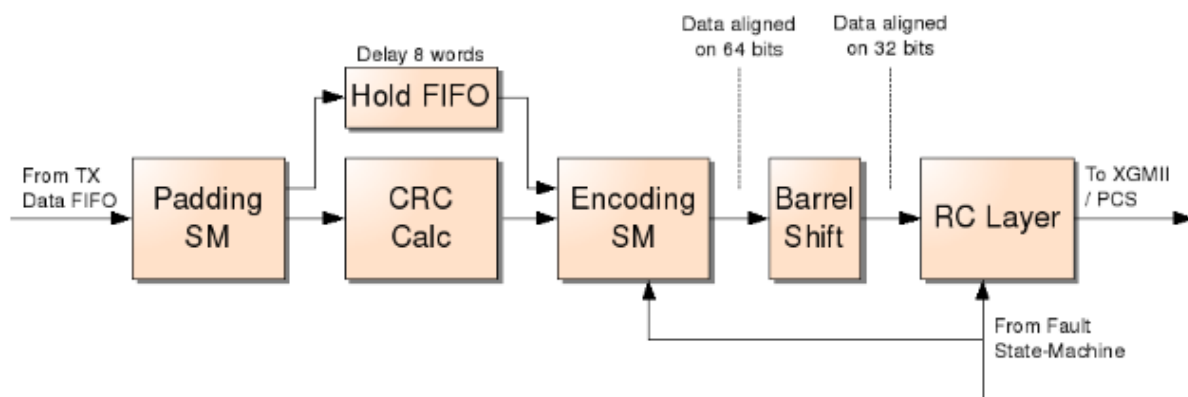 Data aligned
on 64 bits
Data aligned
on 32 bits
Delay 8 words
Hold FIFO
From TX
Data FIFO
Padding
SM
CRC
Calc
Encoding
SM
Barrel
Shift
RC Layer
To XGMII
/ PCS
From Fault
State-Machine